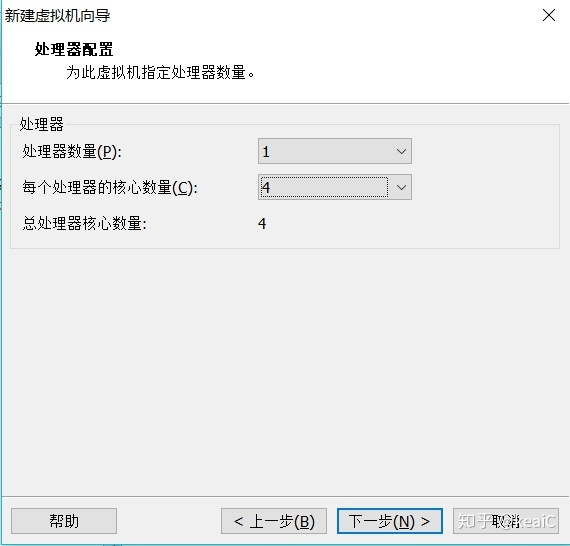 新建虚拟机向导
处理器配置
为此虚拟机指定处理器数量。
处理器
处理器数量(P): 1
每个处理器的核心数量(C): 4
总处理器核心数量: 4
帮助 < 上一步(B) 下一步(N) > 取消
知乎